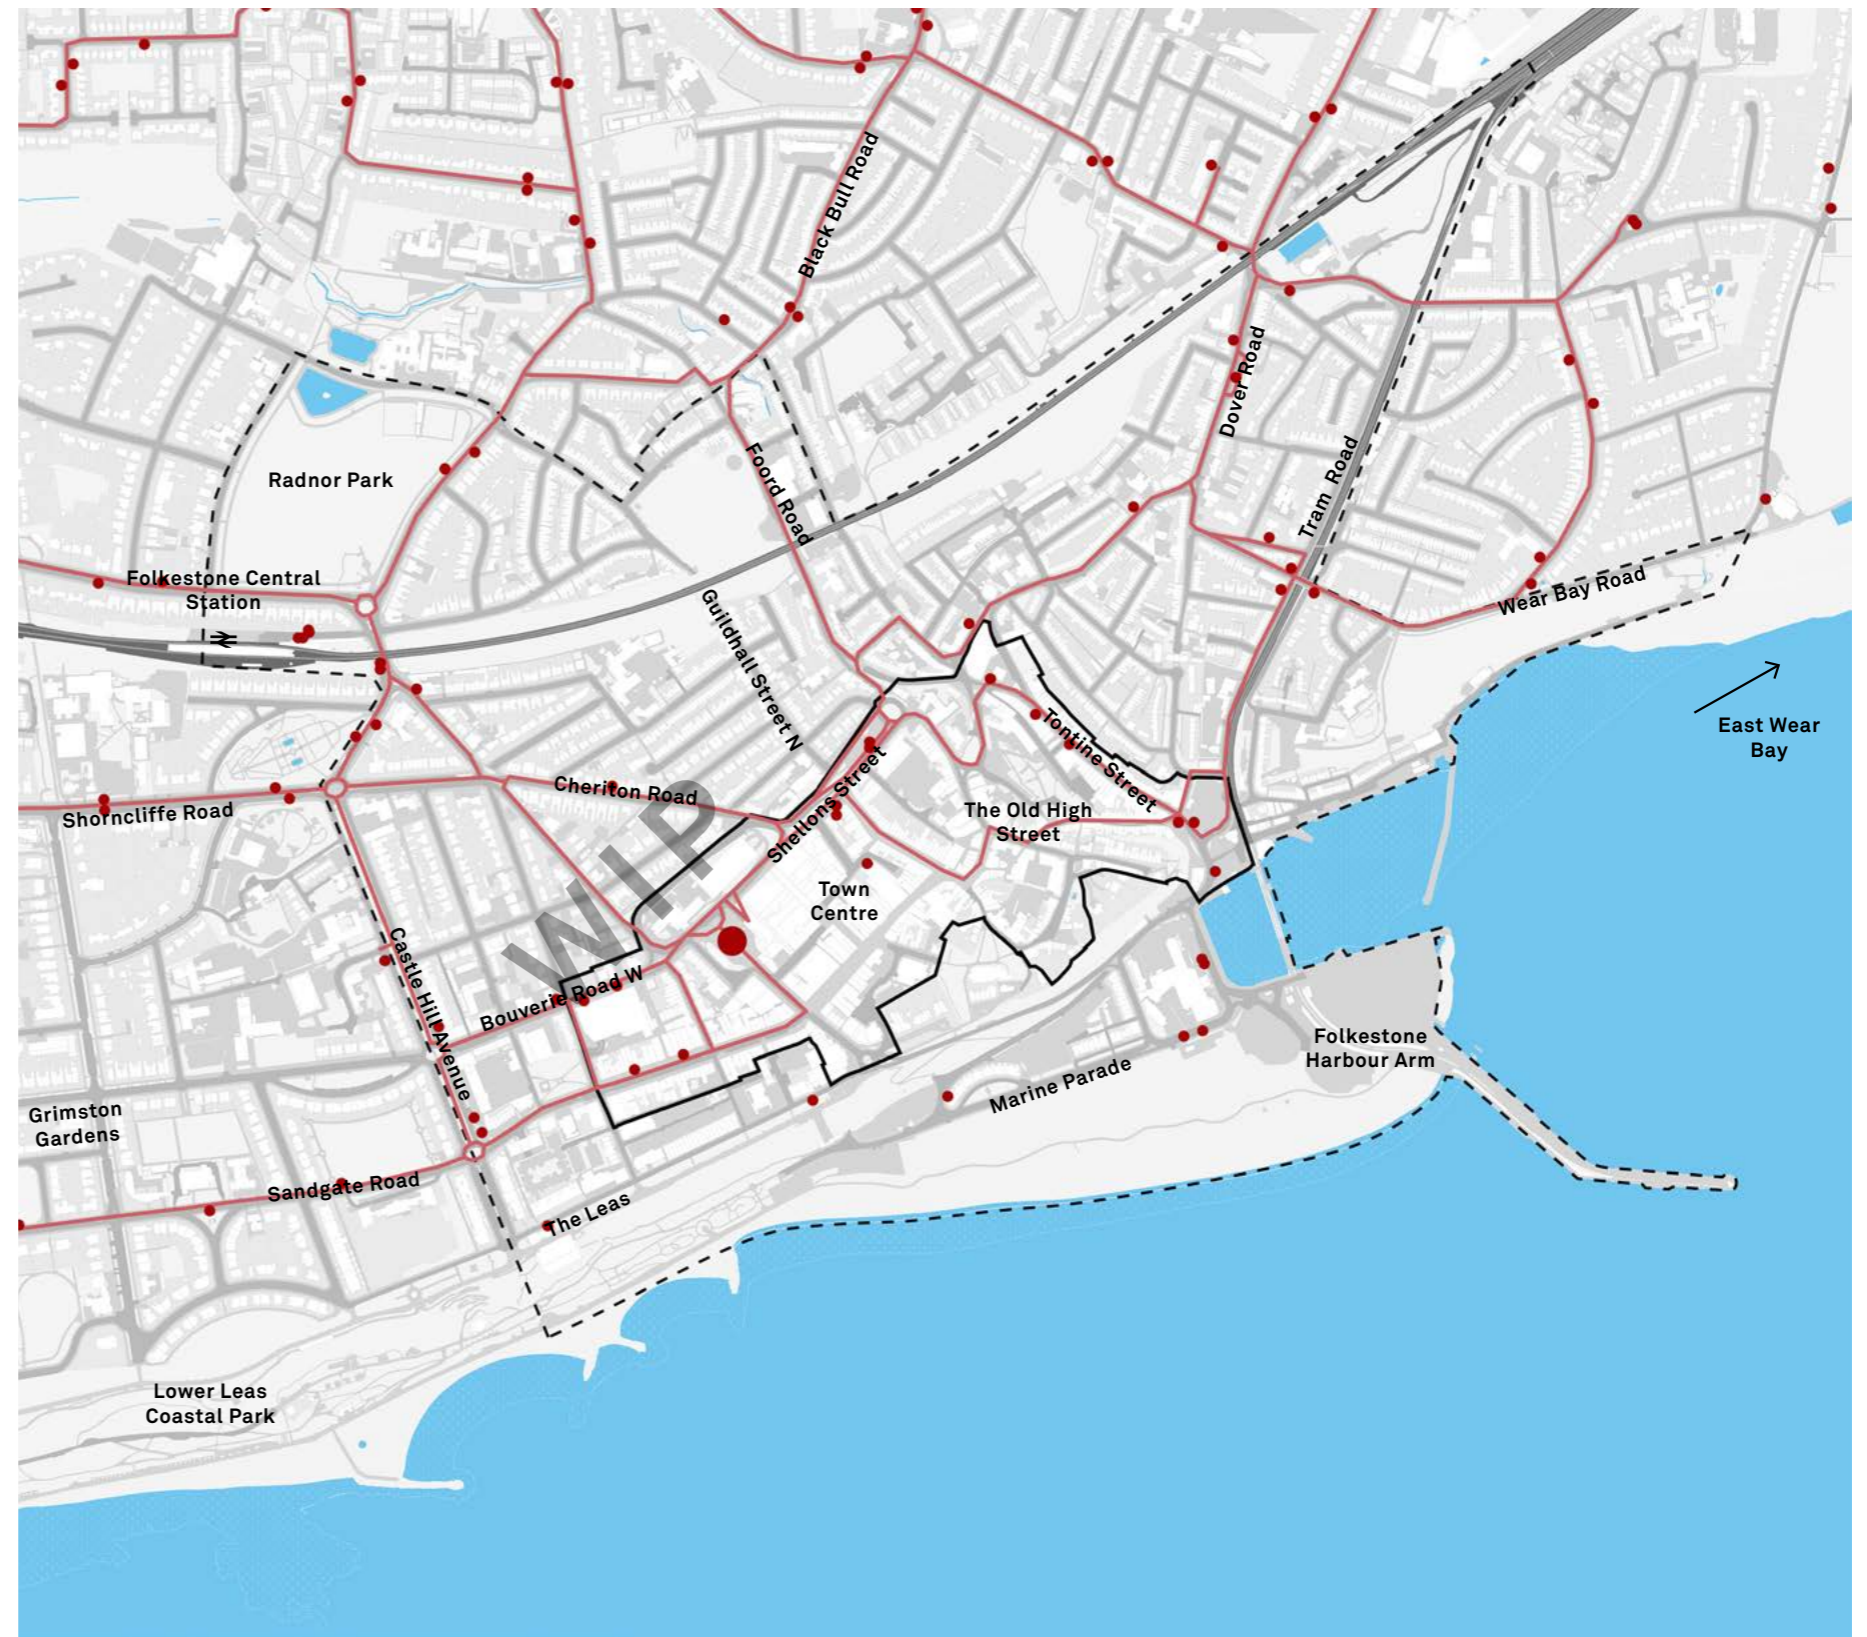 Black Bull Road
Radnor Park
Dover Road
Foord Road
Tram Road
Folkestone Central
Station
Wear Bay Road
Guildhall Street N
East Wear
Bay
Tontine Street
Cheriton Road
Shorncliffe Road
Shellons Street
The Old High
Street
WIP
Town
Centre
Castle Hill Avenue
Bouverie Road W
Folkestone
Harbour Arm
Marine Parade
Grimston
Gardens
Sandgate Road
The Leas
Lower Leas
Coastal Park